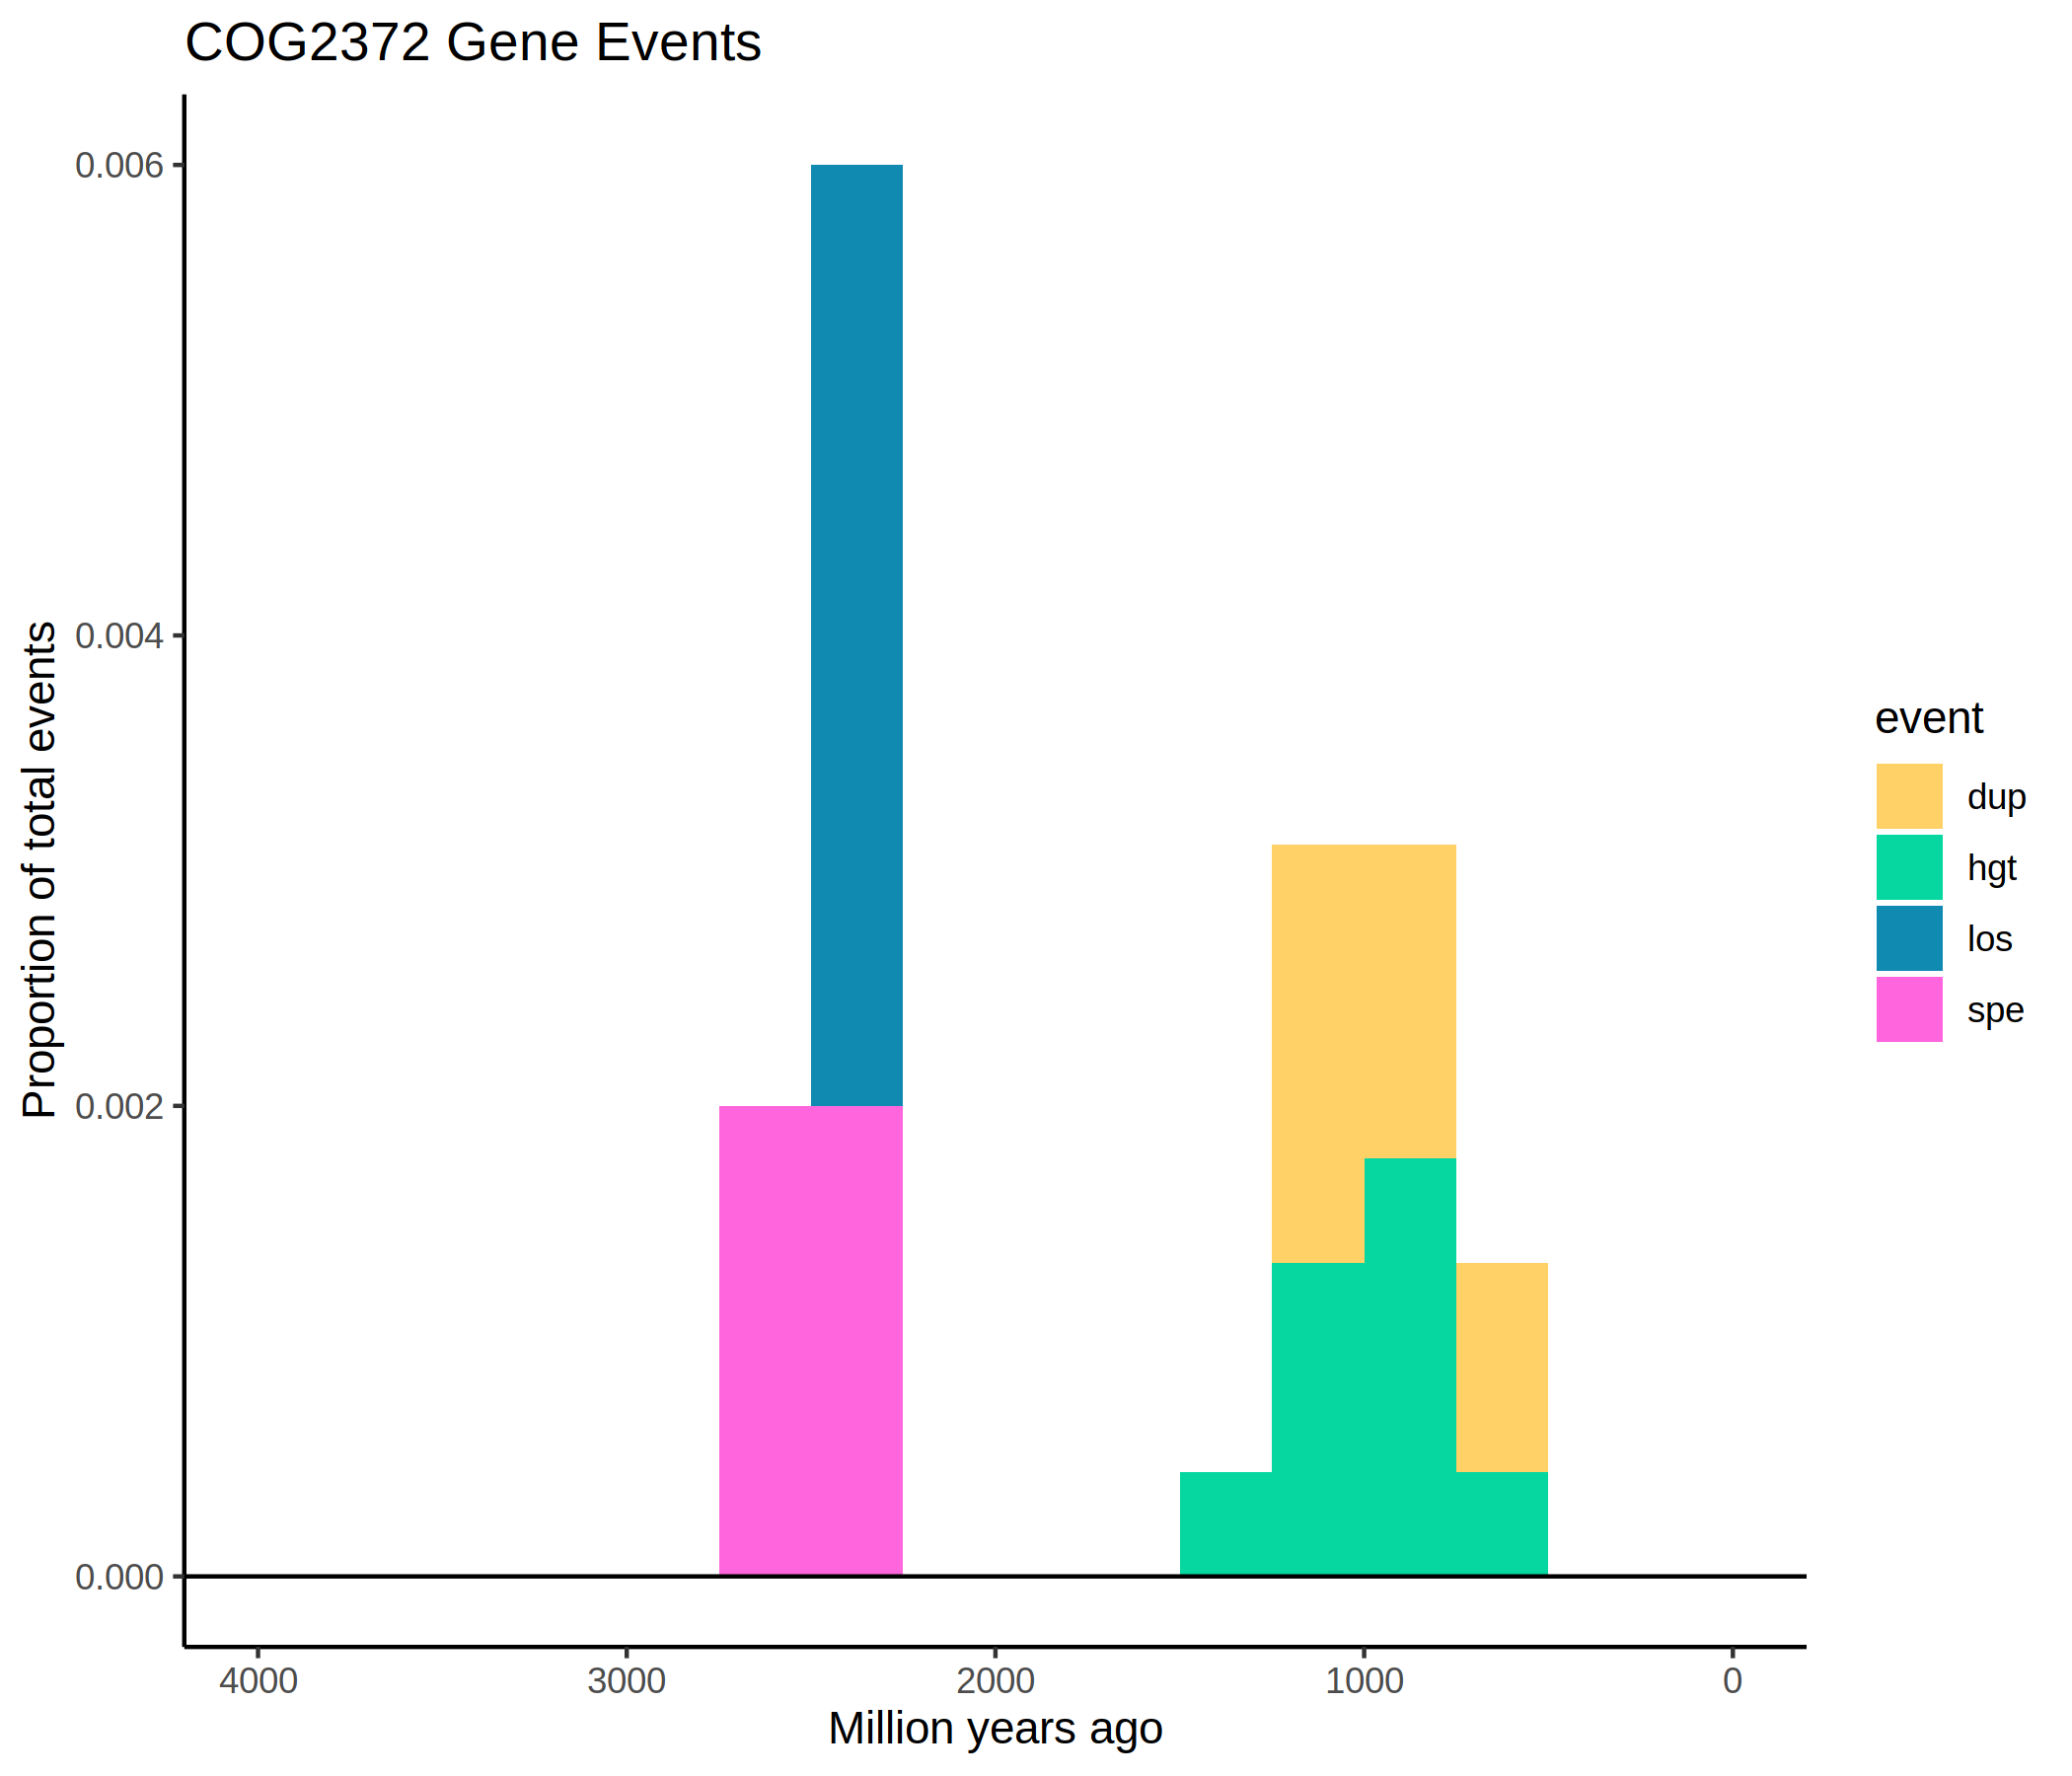 COG2372 Gene Events
Proportion of total events
0.006
0.004
0.002
0.000
4000 3000 2000 1000 0
Million years ago
event
dup
hgt
los
spe